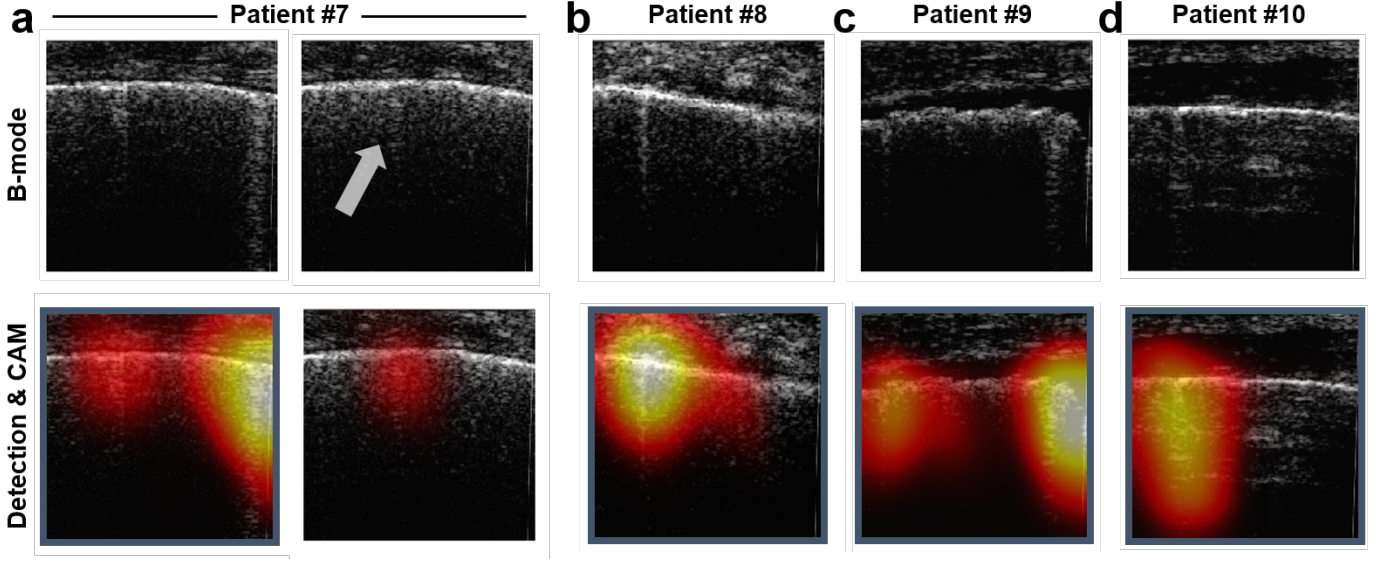 a Patient #7 b Patient #8 c Patient #9 d Patient #10
B-mode
Detection & CAM